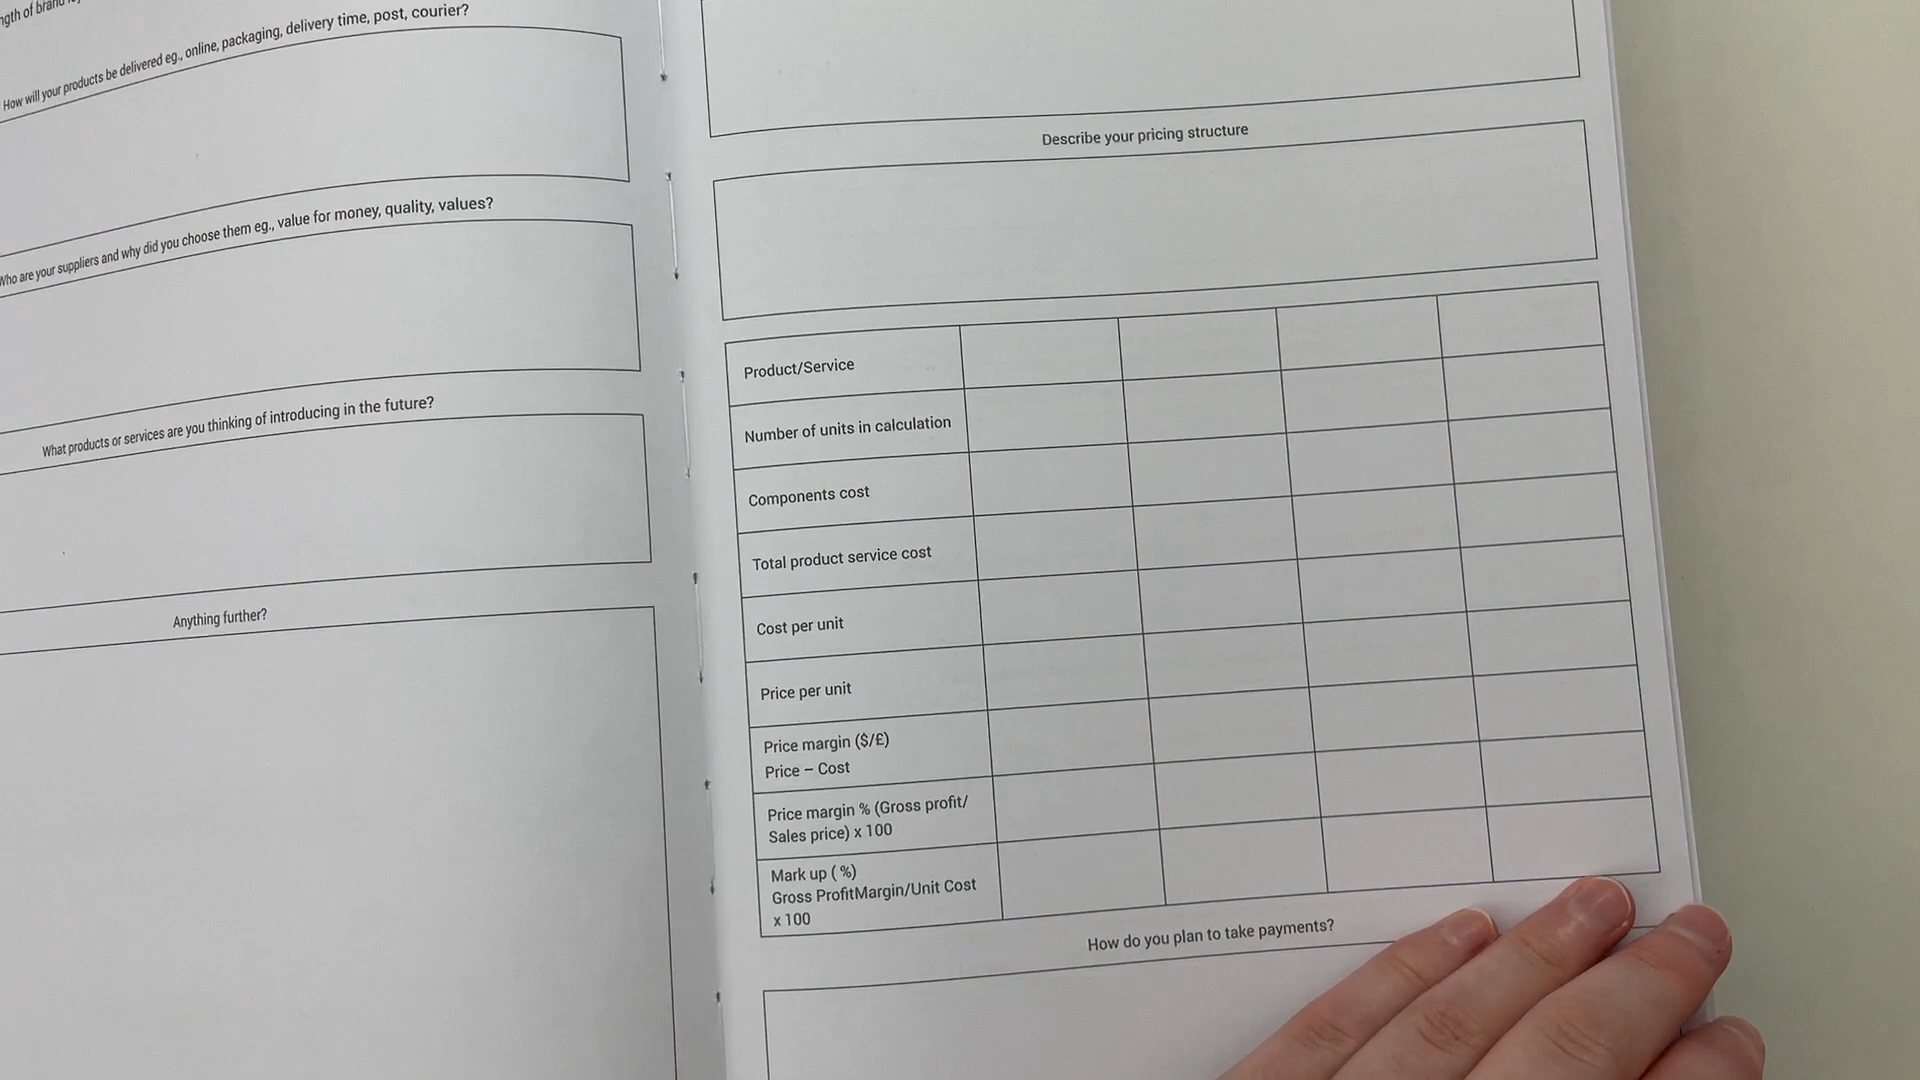 ngth of brand
How will your products be delivered eg., online, packaging, delivery time, post, courier?
Who are your suppliers and why did you choose them eg., value for money, quality, values?
What products or services are you thinking of introducing in the future?
Anything further?
Describe your pricing structure
Product/Service
Number of units in calculation
Components cost
Total product service cost
Cost per unit
Price per unit
Price margin ($/£)
Price – Cost
Price margin % (Gross profit/
Sales price) x 100
Mark up ( %)
Gross ProfitMargin/Unit Cost
x 100
How do you plan to take payments?